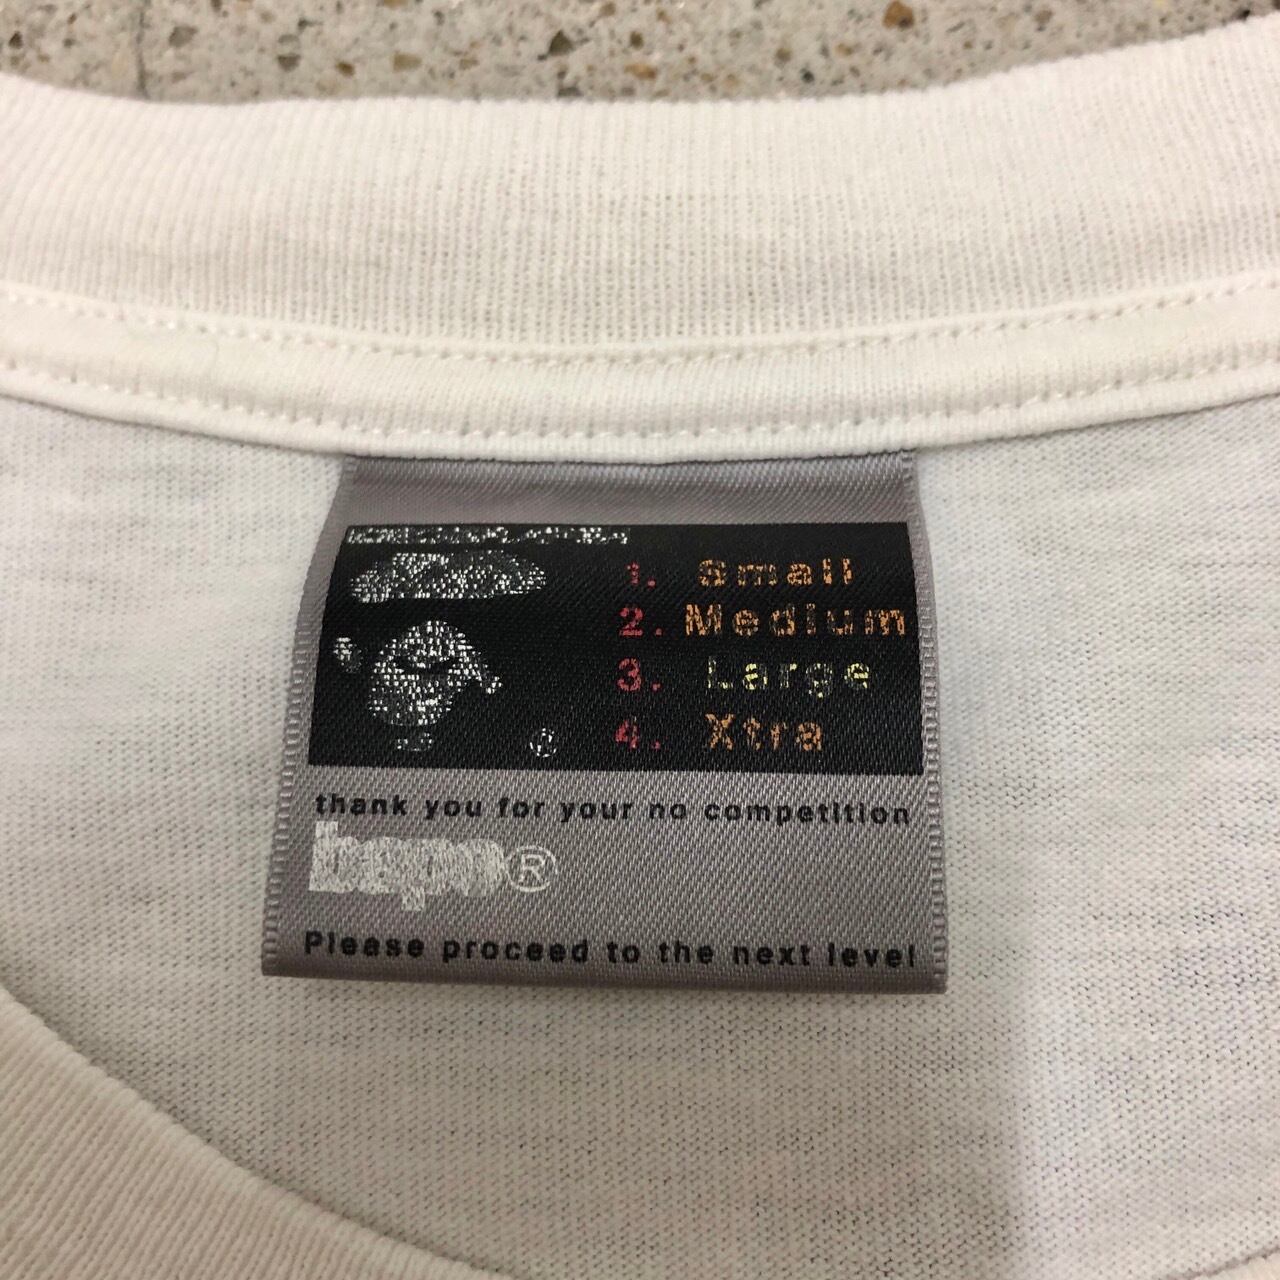 1. Small
2. Medium
3. Large
4. Xtra
®
thank you for your no competition
®
Please proceed to the next level